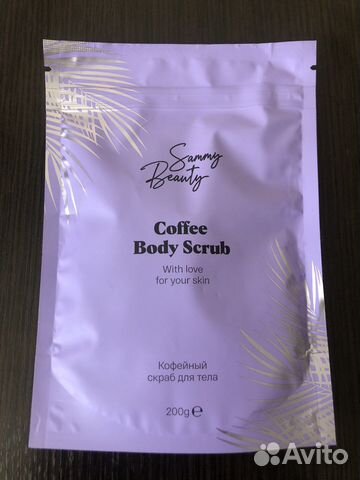 Sammy
Beauty
Coffee
Body Scrub
With love
for your skin
Кофейный
скраб для тела
200g℮
Avito